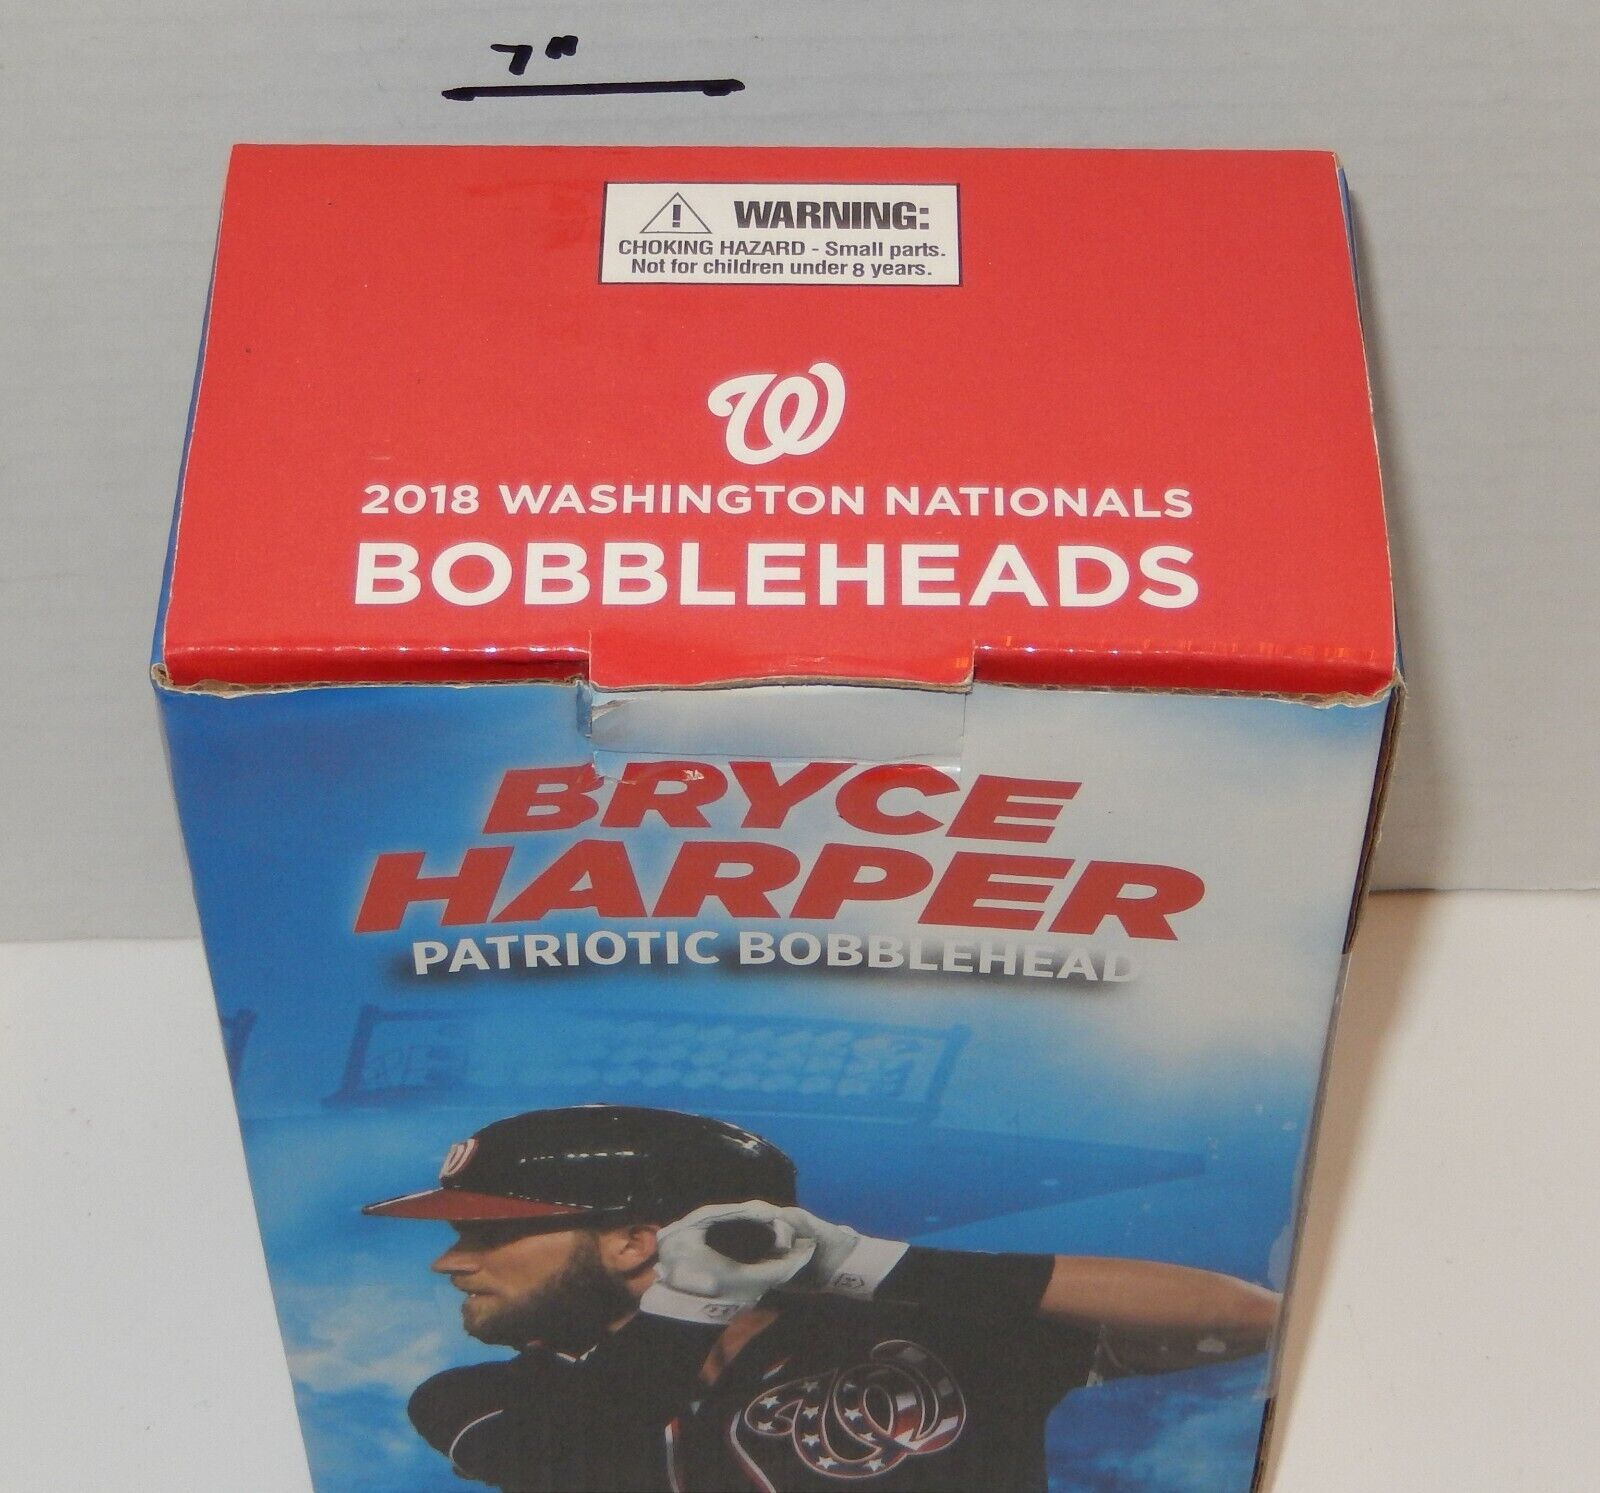 7"
! WARNING:
CHOKING HAZARD - Small parts.
Not for children under 8 years.
W
2018 WASHINGTON NATIONALS
BOBBLEHEADS
BRYCE
HARPER
PATRIOTIC BOBBLEHEAD
W
W